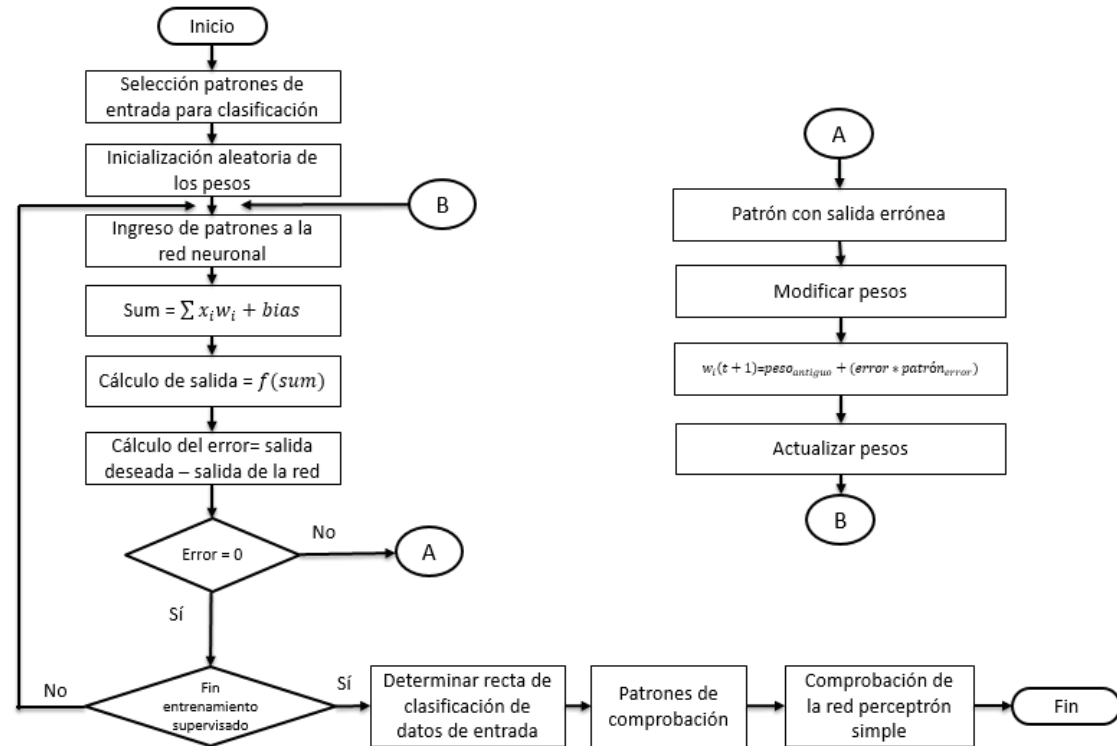 Inicio
Selección patrones de
entrada para clasificación
Inicialización aleatoria de
los pesos
B
Ingreso de patrones a la
red neuronal
Sum = ∑ xᵢwᵢ + bias
Cálculo de salida = f(sum)
Cálculo del error= salida
deseada – salida de la red
Error = 0
No
A
Sí
Fin
entrenamiento
supervisado
No
Sí
Determinar recta de
clasificación de
datos de entrada
Patrones de
comprobación
Comprobación de
la red perceptrón
simple
Fin
A
Patrón con salida errónea
Modificar pesos
wᵢ(t + 1)=peso_antiguo + (error ∗ patrón_error)
Actualizar pesos
B